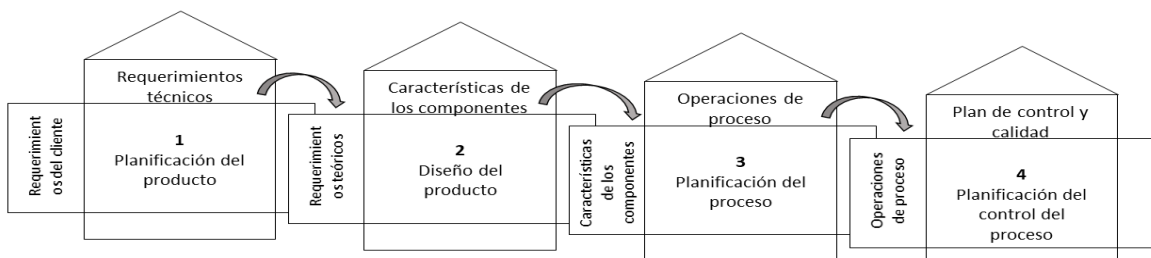 Requerimientos
técnicos
Requerimient
os del cliente
1
Planificación del
producto
Características de
los componentes
Requerimient
os teóricos
2
Diseño del
producto
Operaciones de
proceso
Características
de los
componentes
3
Planificación del
proceso
Plan de control y
calidad
Operaciones
de proceso
4
Planificación del
control del
proceso